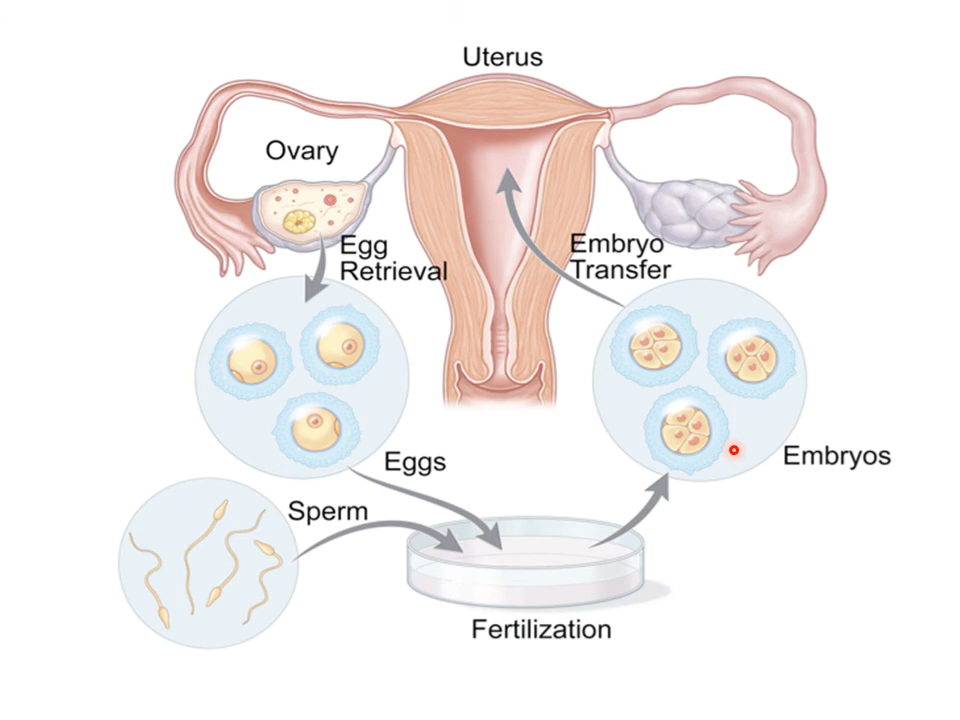 Uterus
Ovary
Egg
Retrieval
Embryo
Transfer
Eggs
Embryos
Sperm
Fertilization